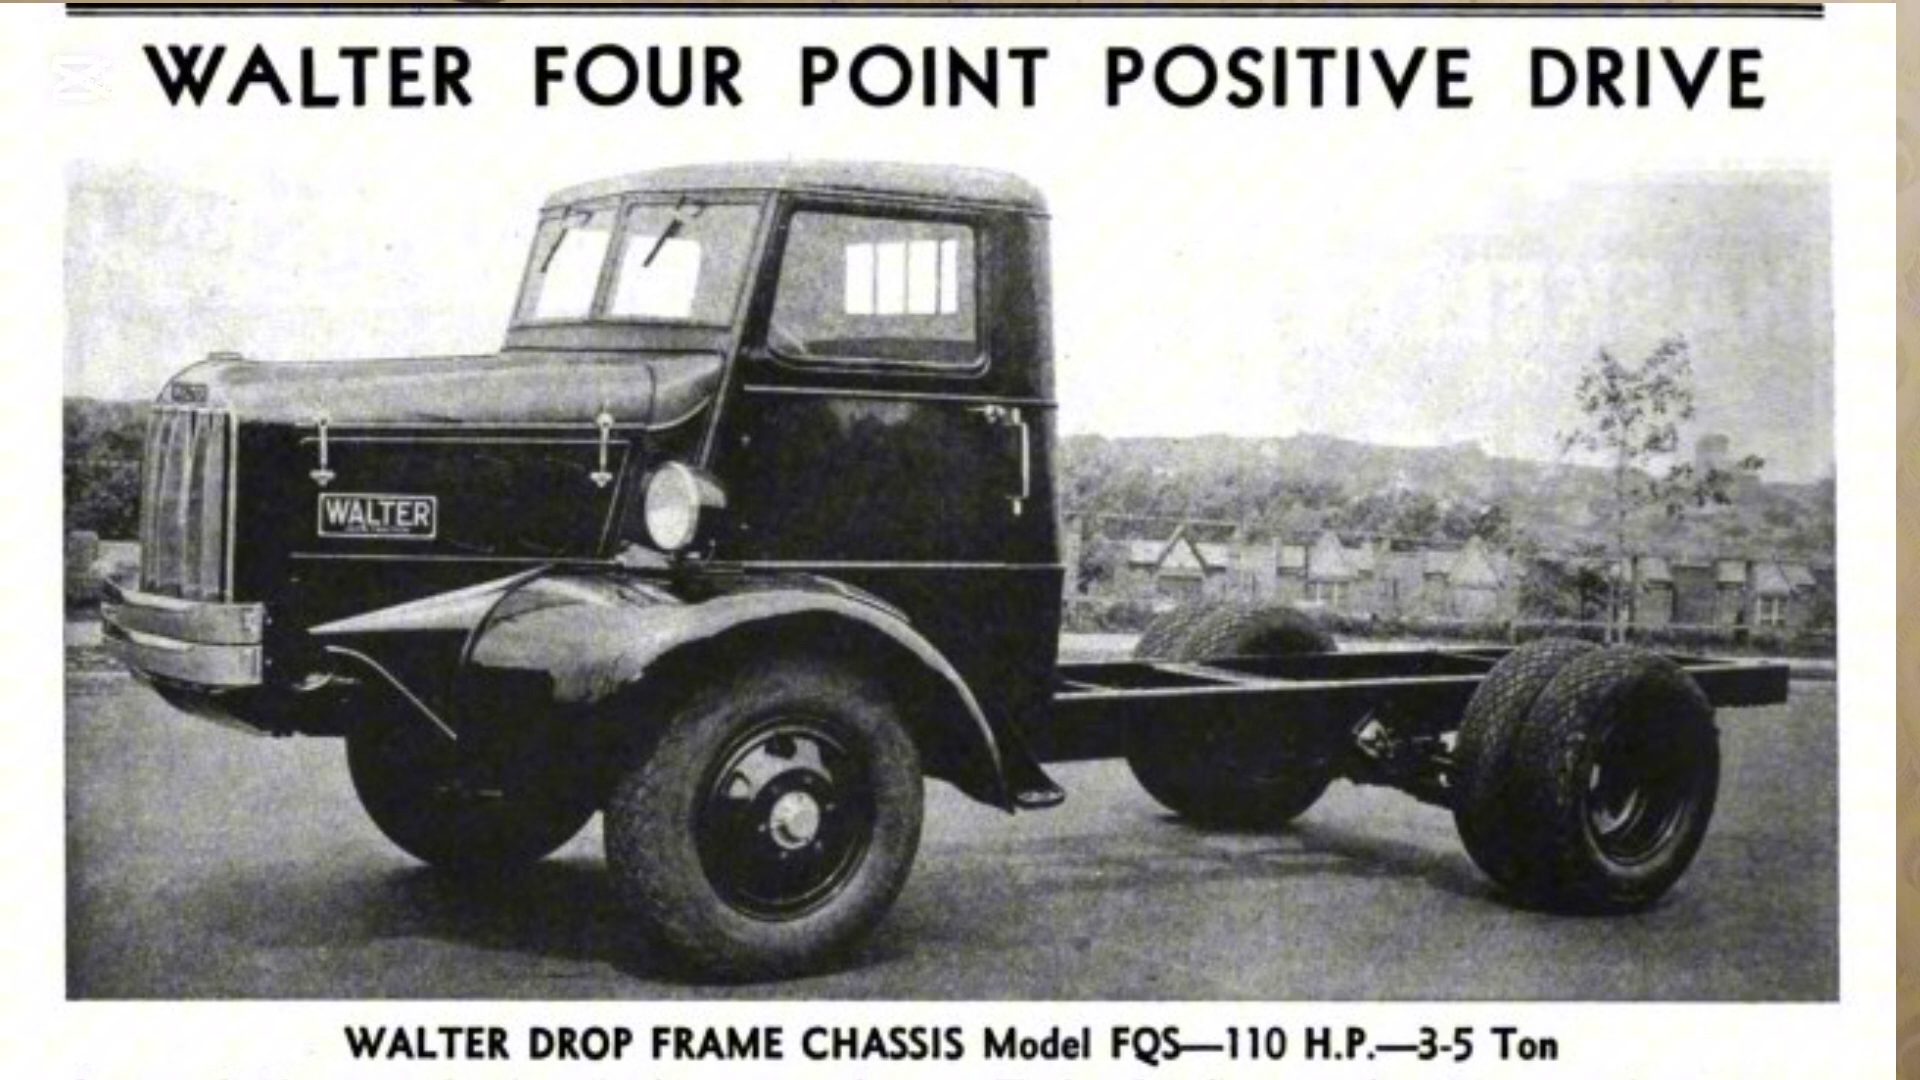 WALTER FOUR POINT POSITIVE DRIVE
WALTER
WALTER DROP FRAME CHASSIS Model FQS—110 H.P.—3-5 Ton